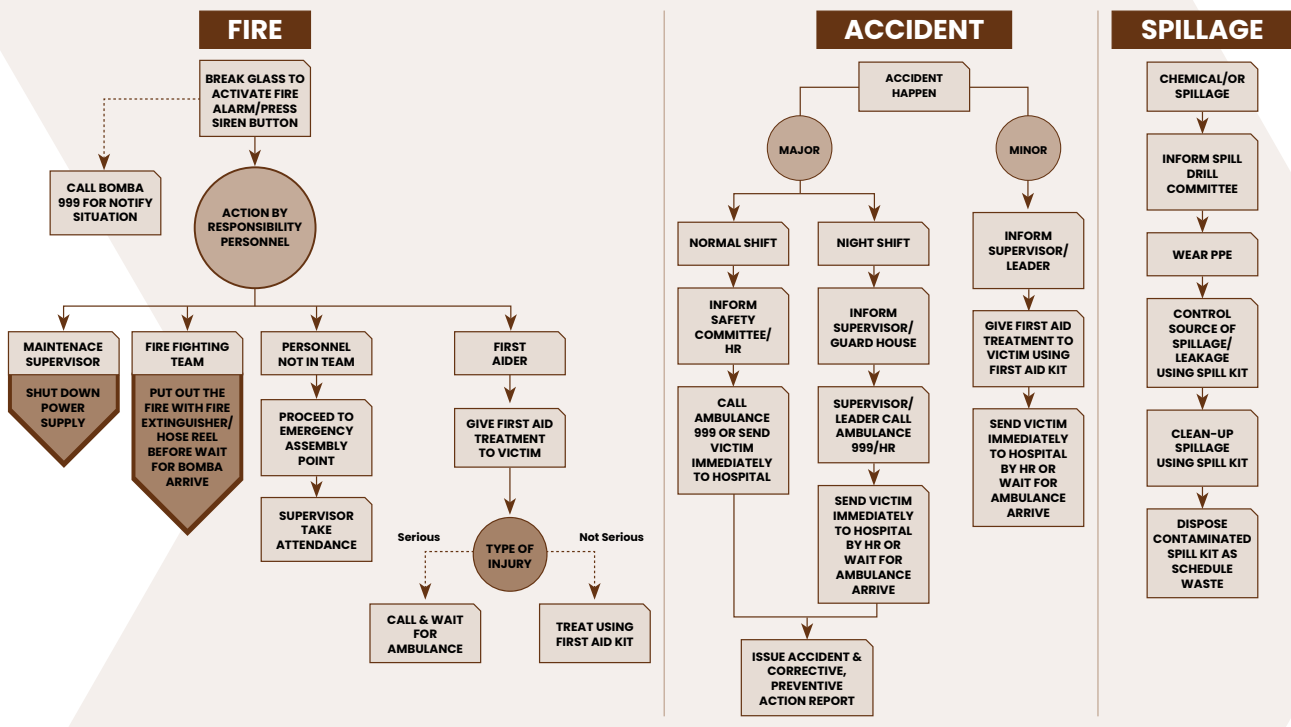 FIRE
BREAK GLASS TO
ACTIVATE FIRE
ALARM/PRESS
SIREN BUTTON
CALL BOMBA
999 FOR NOTIFY
SITUATION
ACTION BY
RESPONSIBILITY
PERSONNEL
MAINTENACE
SUPERVISOR
SHUT DOWN
POWER
SUPPLY
FIRE FIGHTING
TEAM
PUT OUT THE
FIRE WITH FIRE
EXTINGUISHER/
HOSE REEL
BEFORE WAIT
FOR BOMBA
ARRIVE
PERSONNEL
NOT IN TEAM
PROCEED TO
EMERGENCY
ASSEMBLY
POINT
SUPERVISOR
TAKE
ATTENDANCE
FIRST
AIDER
GIVE FIRST AID
TREATMENT
TO VICTIM
TYPE OF
INJURY
Serious
Not Serious
CALL & WAIT
FOR
AMBULANCE
TREAT USING
FIRST AID KIT
ACCIDENT
ACCIDENT
HAPPEN
MAJOR
MINOR
NORMAL SHIFT
INFORM
SAFETY
COMMITTEE/
HR
CALL
AMBULANCE
999 OR SEND
VICTIM
IMMEDIATELY
TO HOSPITAL
NIGHT SHIFT
INFORM
SUPERVISOR/
GUARD HOUSE
SUPERVISOR/
LEADER CALL
AMBULANCE
999/HR
SEND VICTIM
IMMEDIATELY
TO HOSPITAL
BY HR OR
WAIT FOR
AMBULANCE
ARRIVE
ISSUE ACCIDENT &
CORRECTIVE,
PREVENTIVE
ACTION REPORT
INFORM
SUPERVISOR/
LEADER
GIVE FIRST AID
TREATMENT TO
VICTIM USING
FIRST AID KIT
SEND VICTIM
IMMEDIATELY
TO HOSPITAL
BY HR OR
WAIT FOR
AMBULANCE
ARRIVE
SPILLAGE
CHEMICAL/OR
SPILLAGE
INFORM SPILL
DRILL
COMMITTEE
WEAR PPE
CONTROL
SOURCE OF
SPILLAGE/
LEAKAGE
USING SPILL KIT
CLEAN-UP
SPILLAGE
USING SPILL KIT
DISPOSE
CONTAMINATED
SPILL KIT AS
SCHEDULE
WASTE